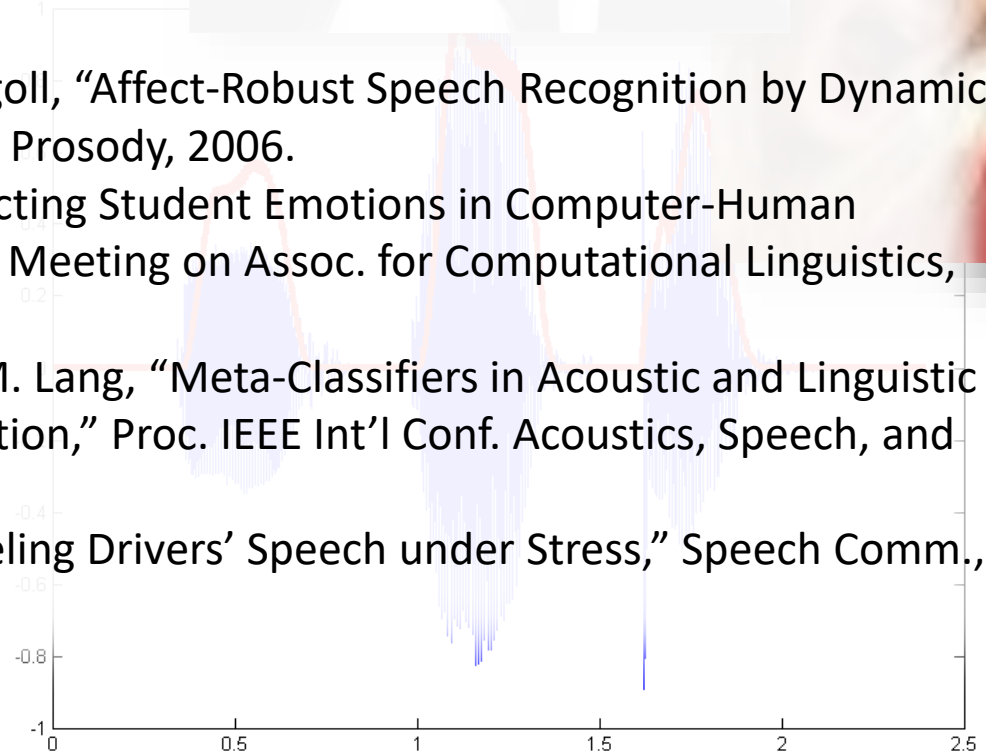 1
goll, “Affect-Robust Speech Recognition by Dynamic
Prosody, 2006.
cting Student Emotions in Computer-Human
0.4
Meeting on Assoc. for Computational Linguistics,
0.2
M. Lang, “Meta-Classifiers in Acoustic and Linguistic
tion,” Proc. IEEE Int’l Conf. Acoustics, Speech, and
-0.4
eling Drivers’ Speech under Stress,” Speech Comm.,
-0.6
-0.8
-1
0 0.5 1 1.5 2 2.5